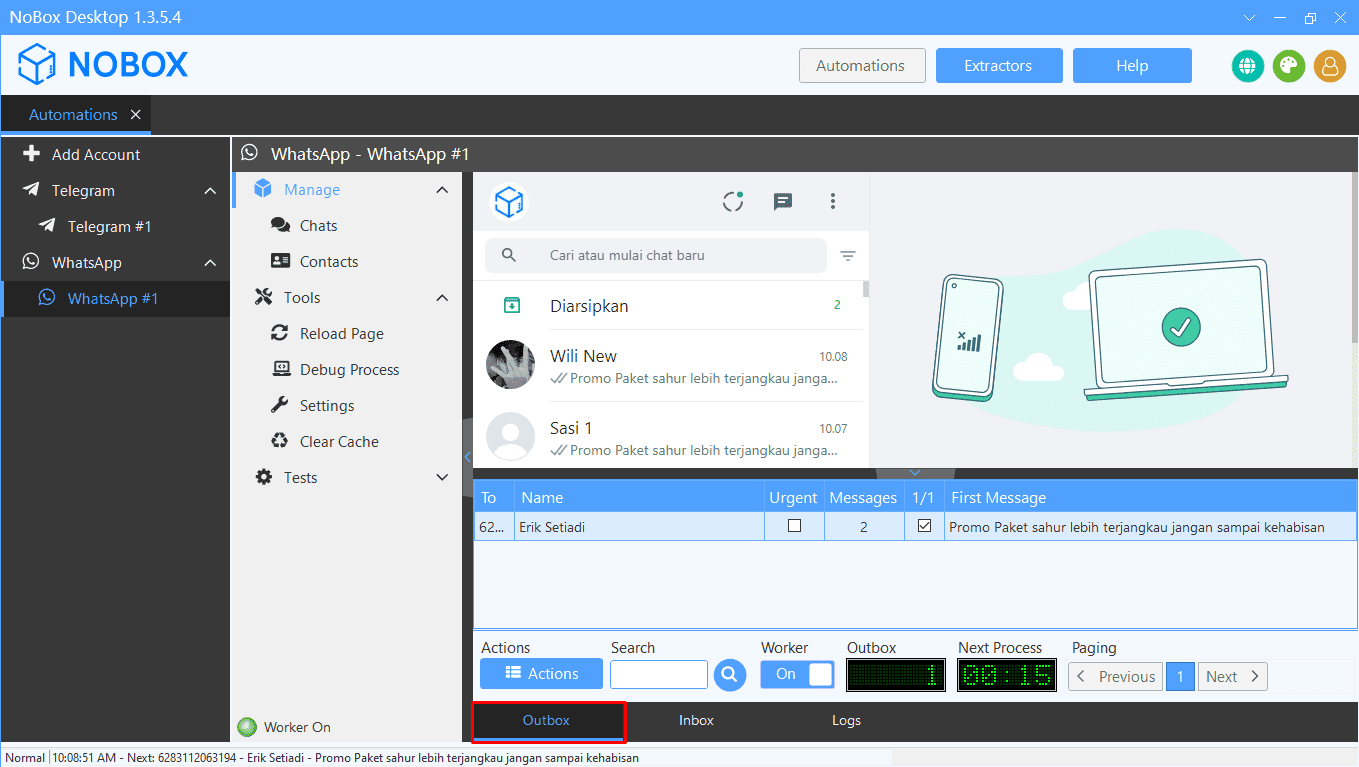 NoBox Desktop 1.3.5.4
NOBOX
Automations Extractors Help
Automations
Add Account
Telegram
Telegram #1
WhatsApp
WhatsApp #1
WhatsApp - WhatsApp #1
Manage
Chats
Contacts
Tools
Reload Page
Debug Process
Settings
Clear Cache
Tests
Worker On
Cari atau mulai chat baru
Diarsipkan 2
Wili New 10.08
Promo Paket sahur lebih terjangkau janga...
Sasi 1 10.07
Promo Paket sahur lebih terjangkau janga...
To Name Urgent Messages 1/1 First Message
62... Erik Setiadi 2 Promo Paket sahur lebih terjangkau jangan sampai kehabisan
Actions Search Worker Outbox Next Process Paging
Actions On 1 00:15 Previous 1 Next
Outbox Inbox Logs
Normal 10:08:51 AM - Next: 6283112063194 - Erik Setiadi - Promo Paket sahur lebih terjangkau jangan sampai kehabisan